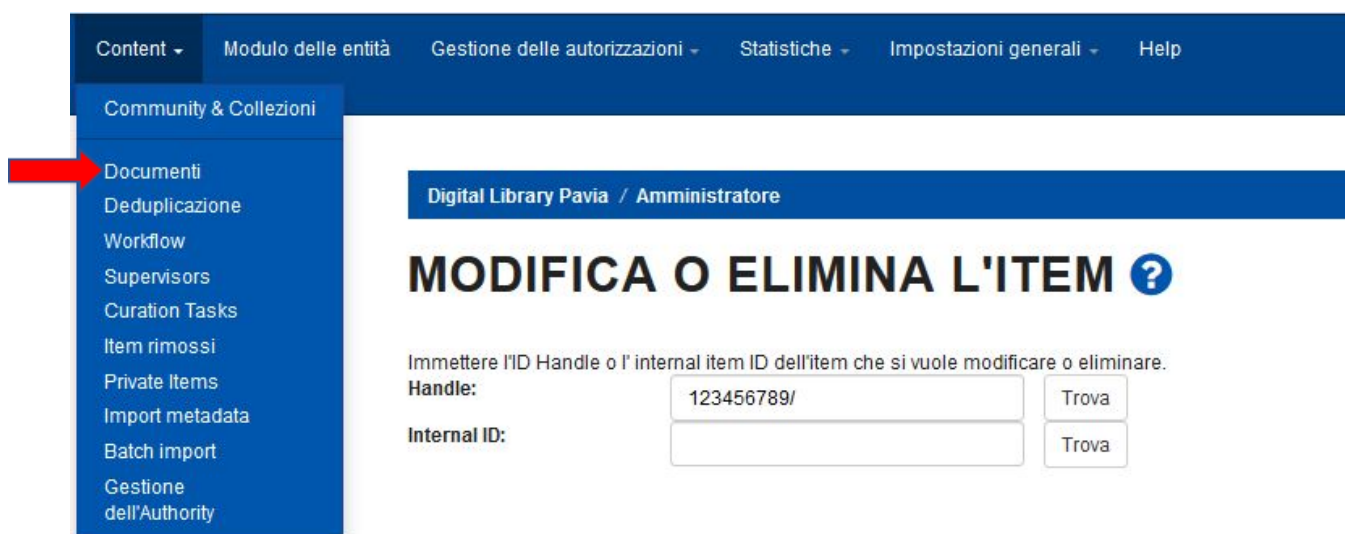 Content Modulo delle entità Gestione delle autorizzazioni Statistiche Impostazioni generali Help
Community & Collezioni
Documenti
Deduplicazione
Workflow
Supervisors
Curation Tasks
Item rimossi
Private Items
Import metadata
Batch import
Gestione
dell'Authority
Digital Library Pavia / Amministratore
MODIFICA O ELIMINA L'ITEM ?
Immettere l'ID Handle o l' internal item ID dell'item che si vuole modificare o eliminare.
Handle: 123456789/ Trova
Internal ID: Trova